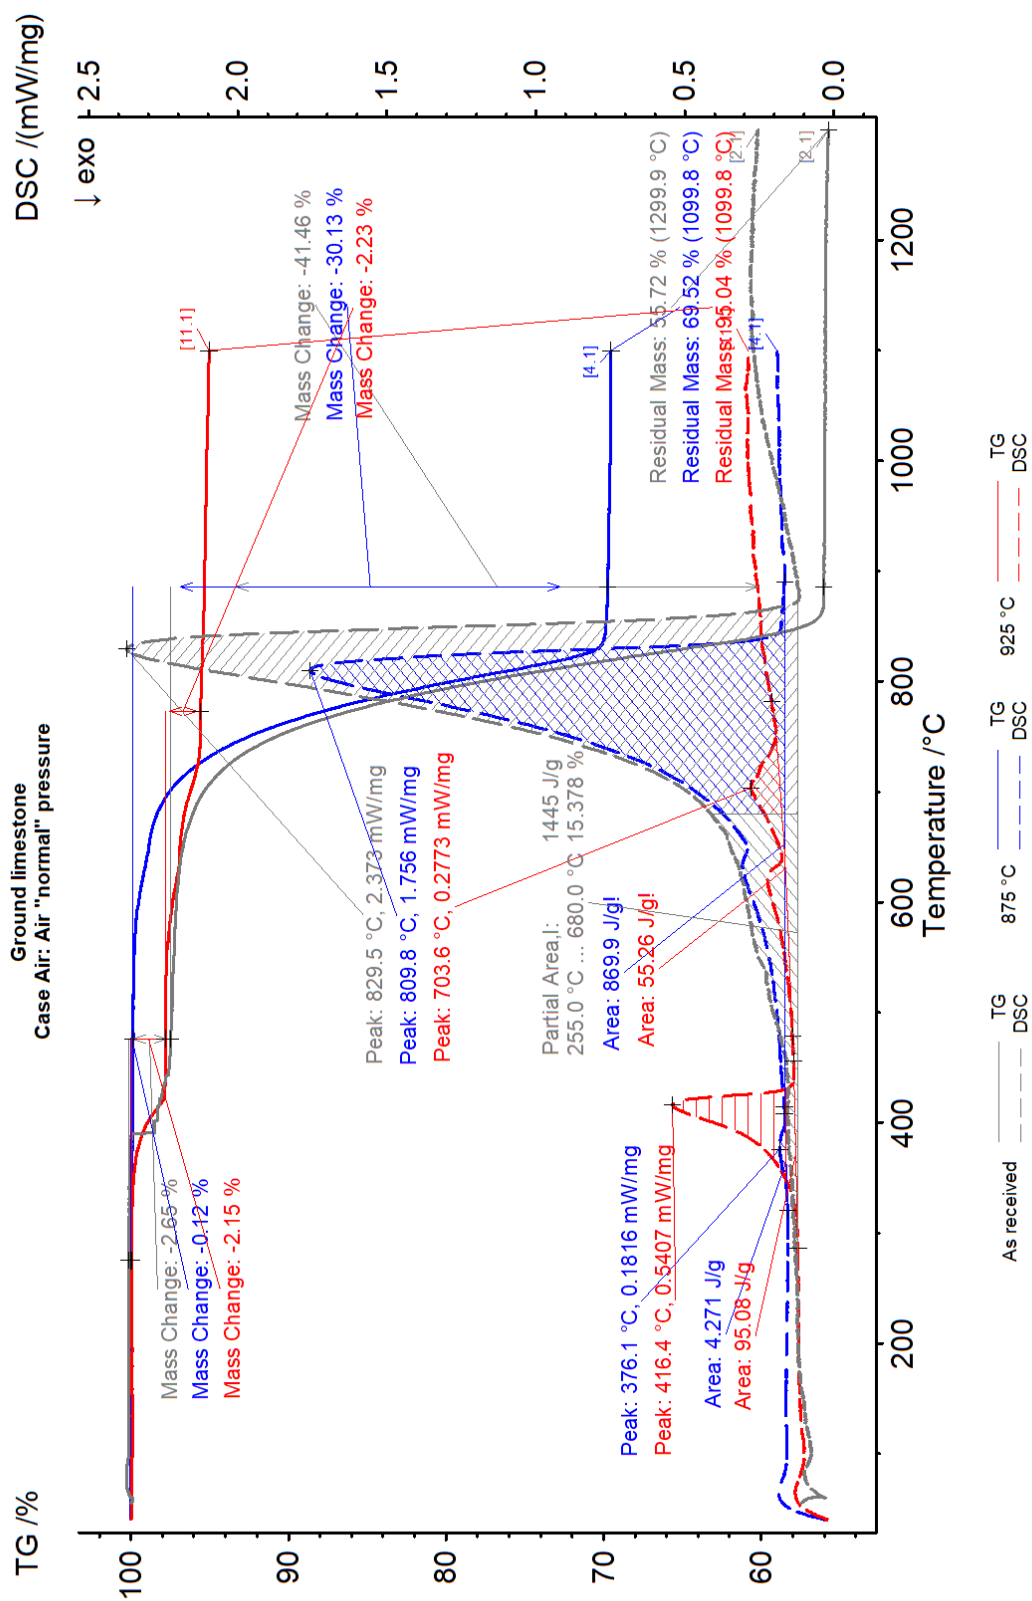 Ground limestone
Case Air: Air "normal" pressure
TG /%
DSC /(mW/mg)
↓ exo
100
90
80
70
60
2.5
2.0
1.5
1.0
0.5
0.0
[11.1]
Mass Change: -41.46 %
Mass Change: -30.13 %
Mass Change: -2.23 %
Mass Change: -2.65 %
Mass Change: -0.12 %
Mass Change: -2.15 %
Peak: 829.5 °C, 2.373 mW/mg
Peak: 809.8 °C, 1.756 mW/mg
Peak: 703.6 °C, 0.2773 mW/mg
[4.1]
Partial Area,I: 1445 J/g
255.0 °C ... 680.0 °C 15.378 %
Area: 869.9 J/g!
Area: 55.26 J/g!
Residual Mass: 55.72 % (1299.9 °C)
Residual Mass: 69.52 % (1099.8 °C)
Residual Mass: 95.04 % (1099.8 °C)
Peak: 376.1 °C, 0.1816 mW/mg
Peak: 416.4 °C, 0.5407 mW/mg
Area: 4.271 J/g
Area: 95.08 J/g
[2.1]
[4.1]
[2.1]
200
400
600
800
1000
1200
Temperature /°C
As received
TG
DSC
875 °C
TG
DSC
925 °C
TG
DSC